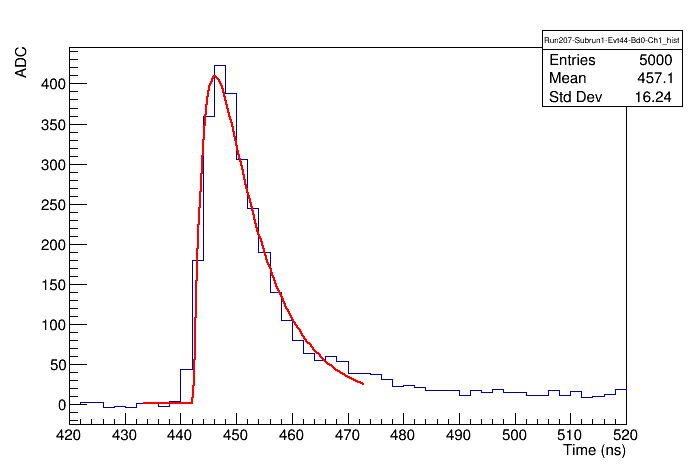 Run207-Subrun1-Evt44-Bd0-Ch1_hist
Entries 5000
Mean 457.1
Std Dev 16.24
ADC
400
350
300
250
200
150
100
50
0
420 430 440 450 460 470 480 490 500 510 520
Time (ns)